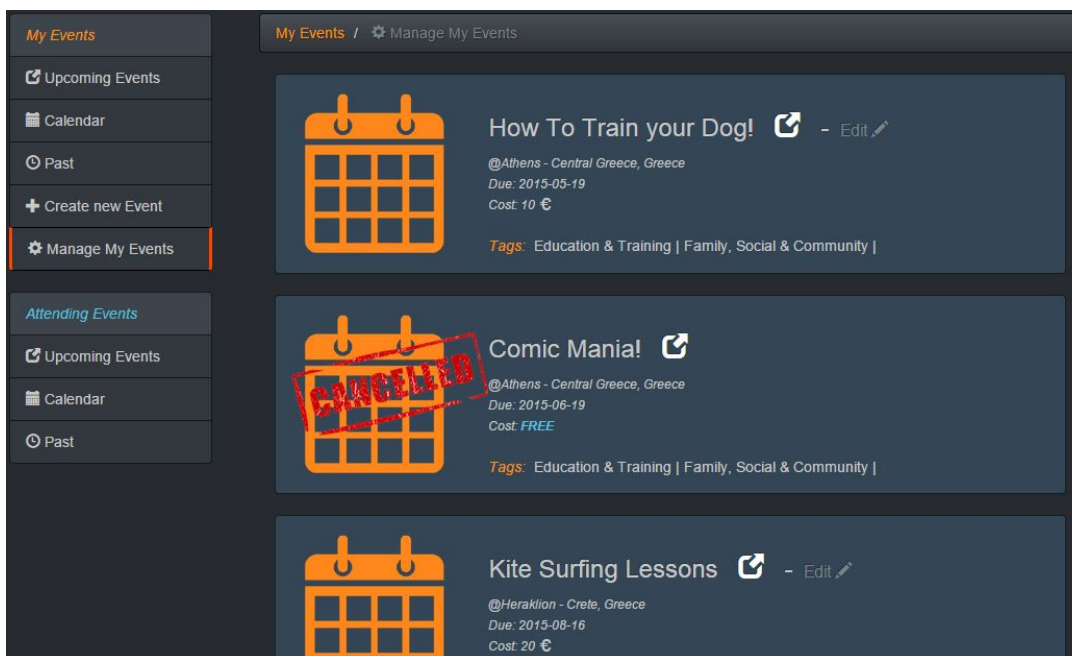 My Events
Upcoming Events
Calendar
Past
Create new Event
Manage My Events
Attending Events
Upcoming Events
Calendar
Past
My Events / Manage My Events
How To Train your Dog! - Edit
@Athens - Central Greece, Greece
Due: 2015-05-19
Cost: 10 €
Tags: Education & Training | Family, Social & Community |
CANCELLED
Comic Mania!
@Athens - Central Greece, Greece
Due: 2015-06-19
Cost: FREE
Tags: Education & Training | Family, Social & Community |
Kite Surfing Lessons - Edit
@Heraklion - Crete, Greece
Due: 2015-08-16
Cost: 20 €